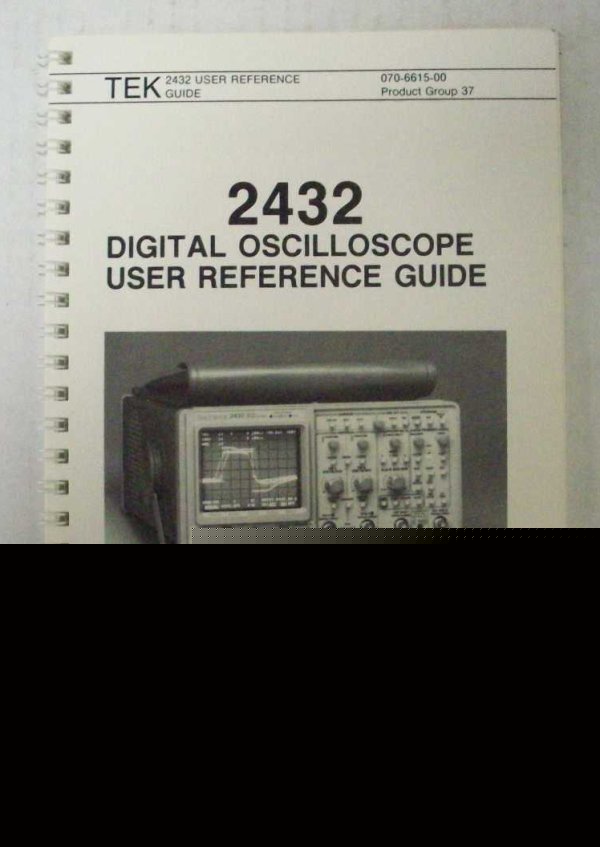 TEK 2432 USER REFERENCE GUIDE
070-6615-00
Product Group 37
2432
DIGITAL OSCILLOSCOPE
USER REFERENCE GUIDE